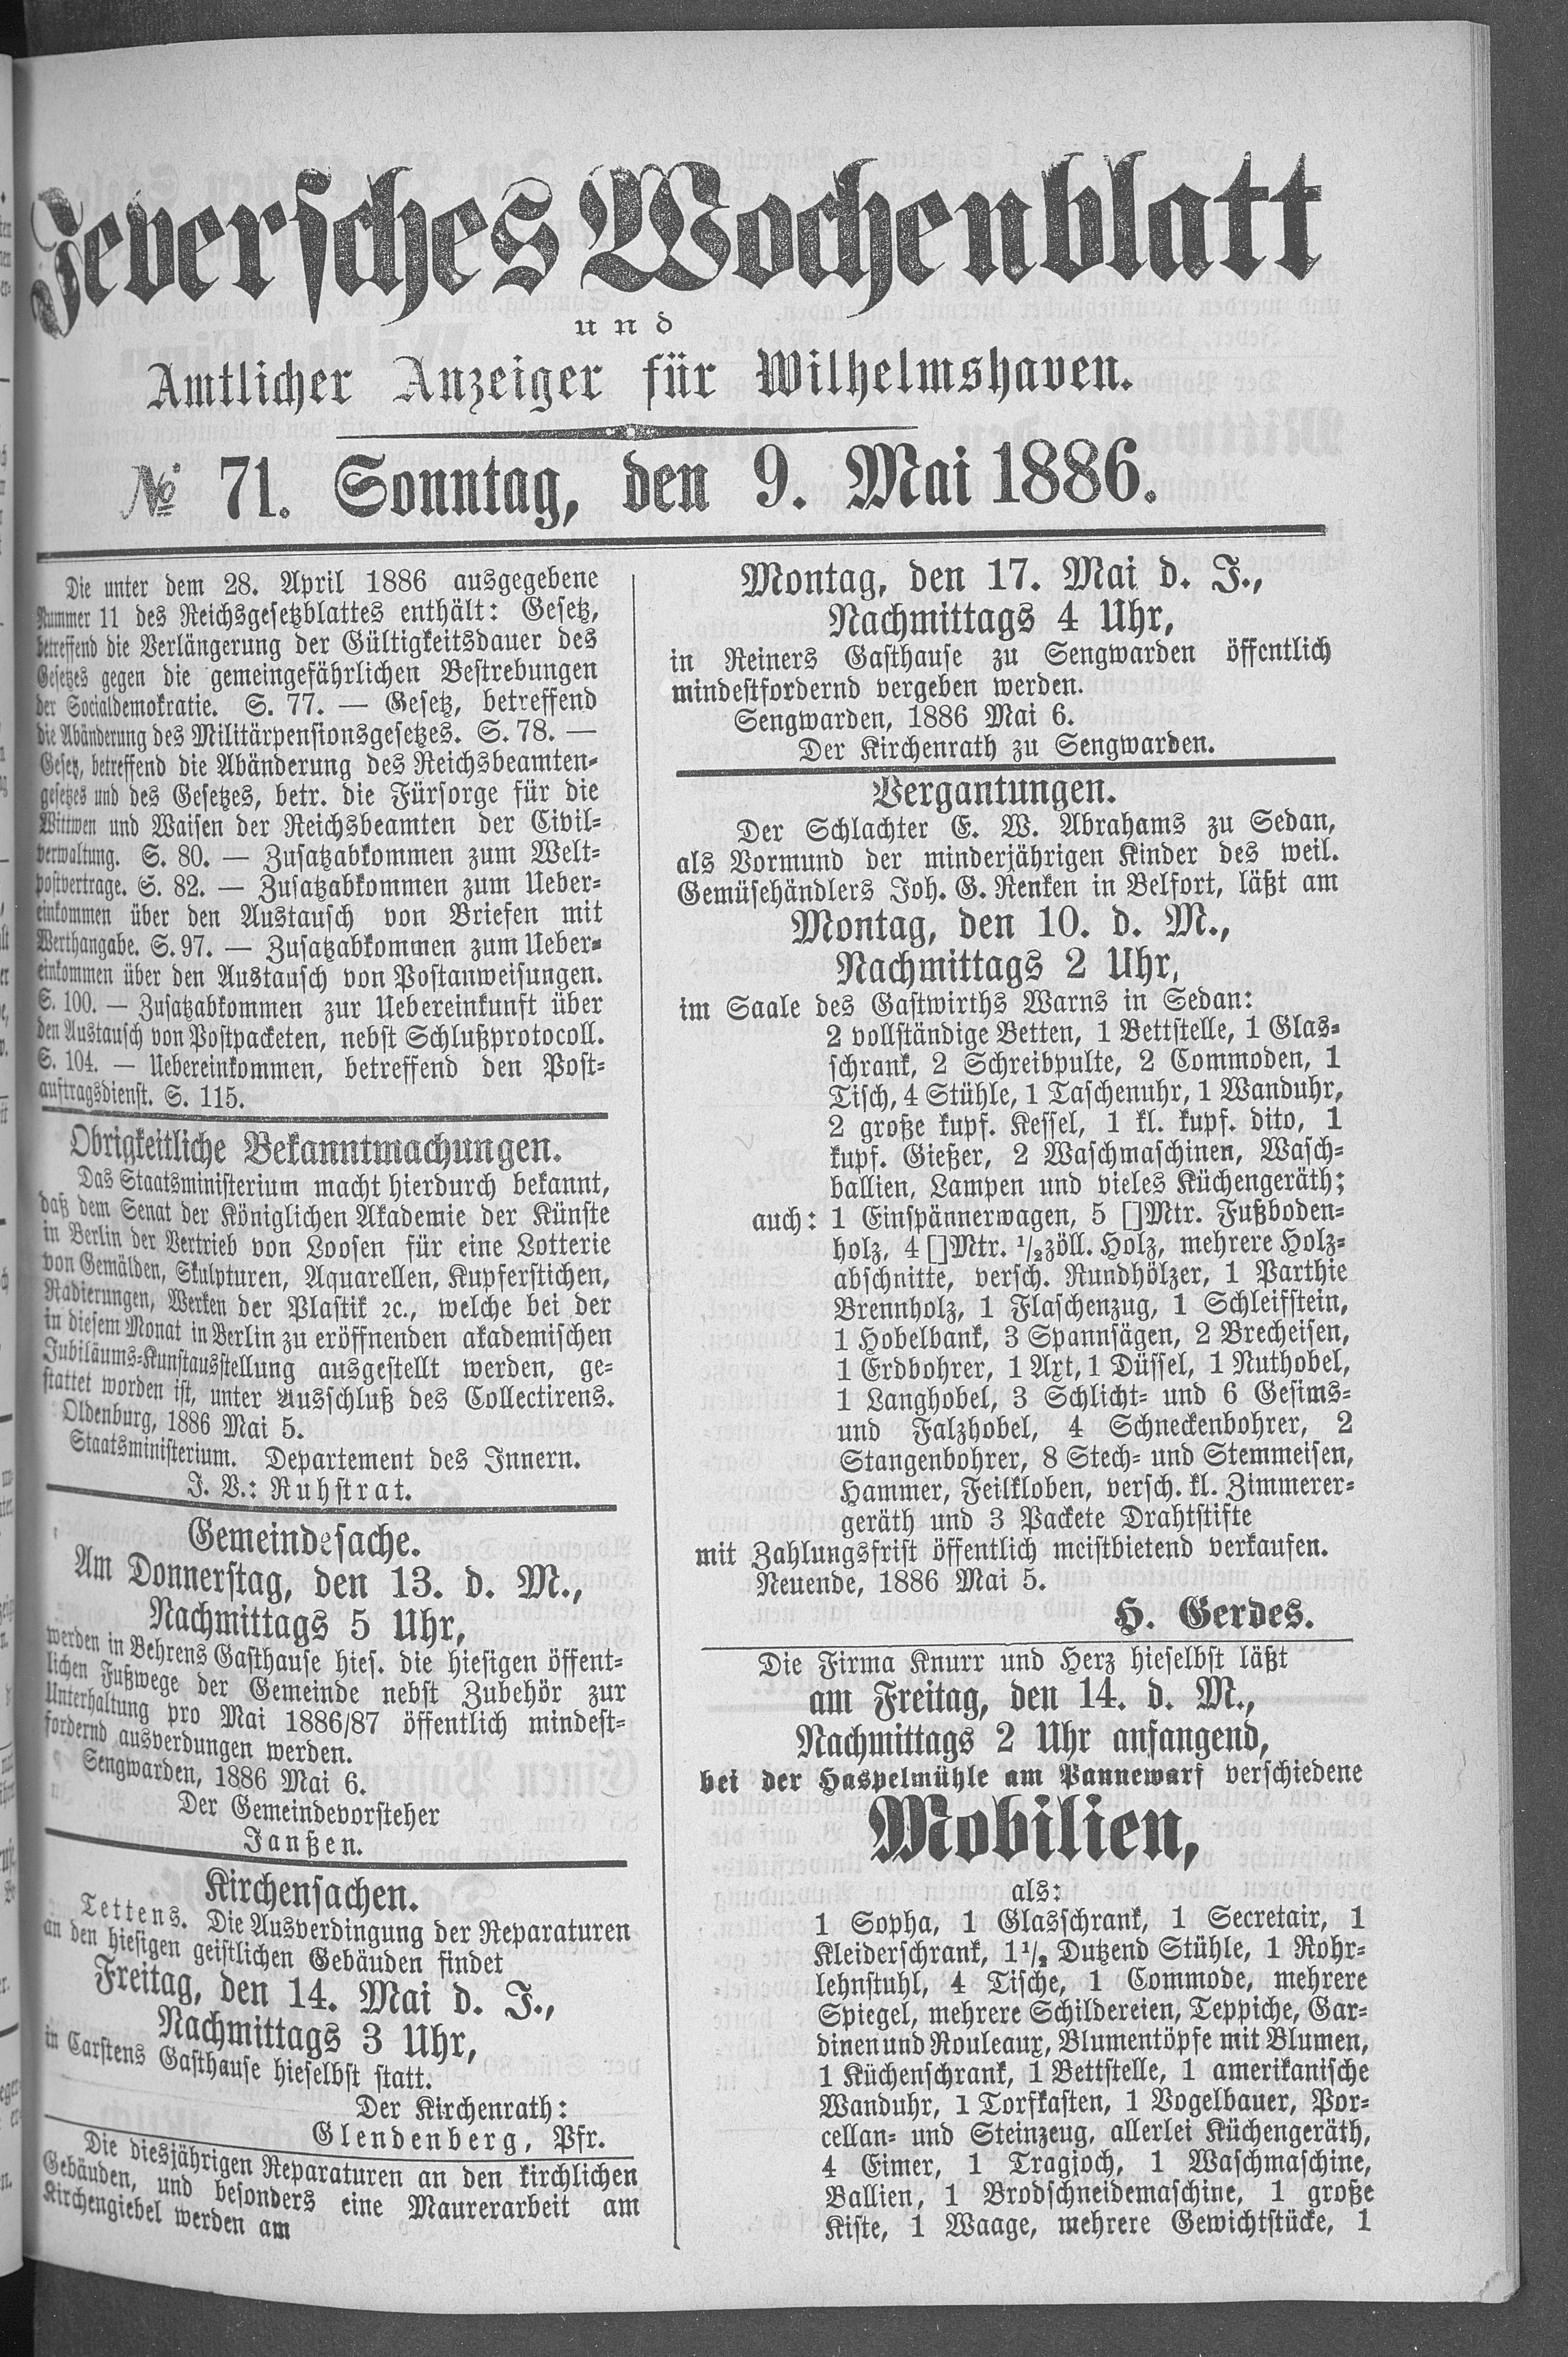 Jeversches Wochenblatt
und
Amtlicher Anzeiger für Wilhelmshaven.
№ 71. Sonntag, den 9. Mai 1886.
Die unter dem 28. April 1886 ausgegebene
Nummer 11 des Reichsgesetzblattes enthält: Gesetz,
betreffend die Verlängerung der Gültigkeitsdauer des
Gesetzes gegen die gemeingefährlichen Bestrebungen
der Socialdemokratie. S. 77. — Gesetz, betreffend
die Abänderung des Militärpensionsgesetzes. S. 78. —
Gesetz, betreffend die Abänderung des Reichsbeamten-
gesetzes und des Gesetzes, betr. die Fürsorge für die
Wittwen und Waisen der Reichsbeamten der Civil-
verwaltung. S. 80. — Zusatzabkommen zum Welt-
postvertrage. S. 82. — Zusatzabkommen zum Ueber-
einkommen über den Austausch von Briefen mit
Werthangabe. S. 97. — Zusatzabkommen zum Ueber-
einkommen über den Austausch von Postanweisungen.
S. 100. — Zusatzabkommen zur Uebereinkunft über
den Austausch von Postpacketen, nebst Schlußprotocoll.
S. 104. — Uebereinkommen, betreffend den Post-
auftragsdienst. S. 115.
Obrigkeitliche Bekanntmachungen.
Das Staatsministerium macht hierdurch bekannt,
daß dem Senat der Königlichen Akademie der Künste
in Berlin der Vertrieb von Loosen für eine Lotterie
von Gemälden, Skulpturen, Aquarellen, Kupferstichen,
Radierungen, Werken der Plastik ꝛc., welche bei der
in diesem Monat in Berlin zu eröffnenden akademischen
Jubiläums-Kunstausstellung ausgestellt werden, ge-
stattet worden ist, unter Ausschluß des Collectirens.
Oldenburg, 1886 Mai 5.
Staatsministerium. Departement des Innern.
J. V.: Ruhstrat.
Gemeindesache.
Am Donnerstag, den 13. d. M.,
Nachmittags 5 Uhr,
werden in Behrens Gasthause hies. die hiesigen öffent-
lichen Fußwege der Gemeinde nebst Zubehör zur
Unterhaltung pro Mai 1886/87 öffentlich mindest-
fordernd ausverdungen werden.
Sengwarden, 1886 Mai 6.
Der Gemeindevorsteher
Janßen.
Kirchensachen.
Tettens. Die Ausverdingung der Reparaturen
an den hiesigen geistlichen Gebäuden findet
Freitag, den 14. Mai d. J.,
Nachmittags 3 Uhr,
in Carstens Gasthause hieselbst statt.
Der Kirchenrath:
Glendenberg, Pfr.
Die diesjährigen Reparaturen an den kirchlichen
Gebäuden, und besonders eine Maurerarbeit am
Kirchengiebel werden am
Montag, den 17. Mai d. J.,
Nachmittags 4 Uhr,
in Reiners Gasthause zu Sengwarden öffentlich
mindestfordernd vergeben werden.
Sengwarden, 1886 Mai 6.
Der Kirchenrath zu Sengwarden.
Vergantungen.
Der Schlachter E. W. Abrahams zu Sedan,
als Vormund der minderjährigen Kinder des weil.
Gemüsehändlers Joh. G. Renken in Belfort, läßt am
Montag, den 10. d. M.,
Nachmittags 2 Uhr,
im Saale des Gastwirths Warns in Sedan:
2 vollständige Betten, 1 Bettstelle, 1 Glas-
schrank, 2 Schreibpulte, 2 Commoden, 1
Tisch, 4 Stühle, 1 Taschenuhr, 1 Wanduhr,
2 große kupf. Kessel, 1 kl. kupf. dito, 1
kupf. Gießer, 2 Waschmaschinen, Wasch-
ballien, Lampen und vieles Küchengeräth;
auch: 1 Einspännerwagen, 5 []Mtr. Fußboden-
holz, 4 []Mtr. ½zöll. Holz, mehrere Holz-
abschnitte, versch. Rundhölzer, 1 Parthie
Brennholz, 1 Flaschenzug, 1 Schleifstein,
1 Hobelbank, 3 Spannsägen, 2 Brecheisen,
1 Erdbohrer, 1 Axt, 1 Düssel, 1 Nuthobel,
1 Langhobel, 3 Schlicht- und 6 Gesims-
und Falzhobel, 4 Schneckenbohrer, 2
Stangenbohrer, 8 Stech- und Stemmeisen,
Hammer, Feilkloben, versch. kl. Zimmerer-
geräth und 3 Packete Drahtstifte
mit Zahlungsfrist öffentlich meistbietend verkaufen.
Neuende, 1886 Mai 5.
H. Gerdes.
Die Firma Knurr und Herz hieselbst läßt
am Freitag, den 14. d. M.,
Nachmittags 2 Uhr anfangend,
bei der Haspelmühle am Pannewarf verschiedene
Mobilien,
als:
1 Sopha, 1 Glasschrank, 1 Secretair, 1
Kleiderschrank, 1½ Dutzend Stühle, 1 Rohr-
lehnstuhl, 4 Tische, 1 Commode, mehrere
Spiegel, mehrere Schildereien, Teppiche, Gar-
dinen und Rouleaux, Blumentöpfe mit Blumen,
1 Küchenschrank, 1 Bettstelle, 1 amerikanische
Wanduhr, 1 Torfkasten, 1 Vogelbauer, Por-
cellan- und Steinzeug, allerlei Küchengeräth,
4 Eimer, 1 Tragjoch, 1 Waschmaschine,
Ballien, 1 Brodschneidemaschine, 1 große
Kiste, 1 Waage, mehrere Gewichtstücke, 1